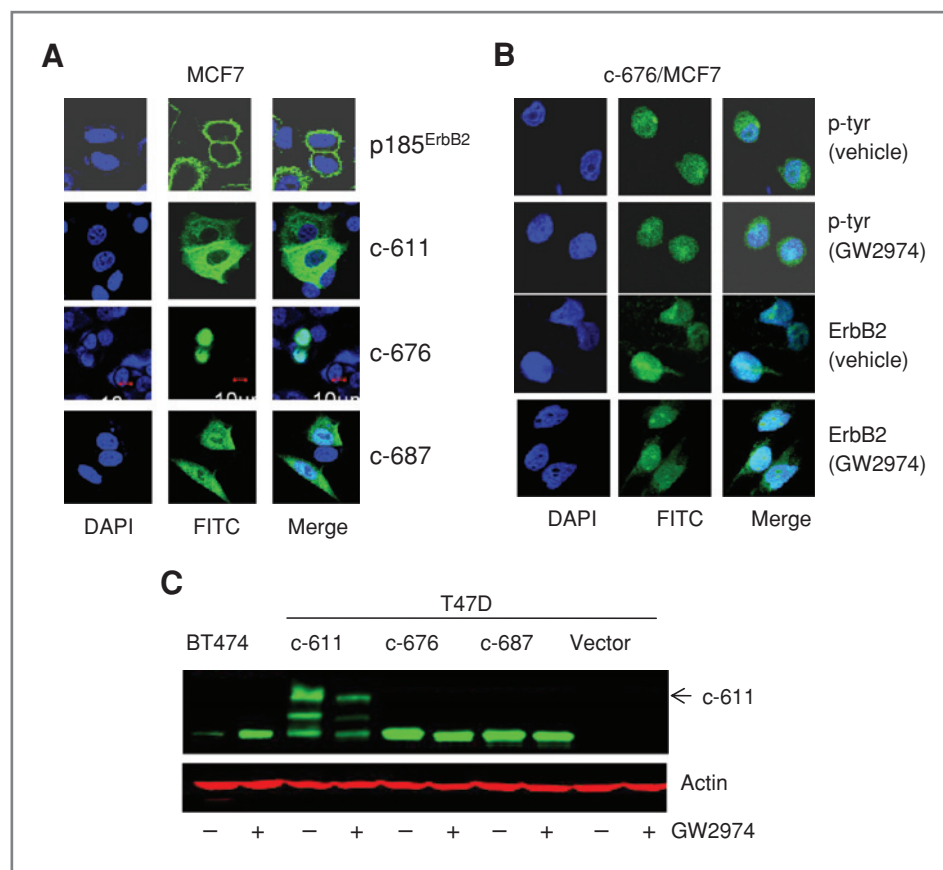 A
MCF7
p185ErbB2
c-611
c-676
c-687
DAPI FITC Merge
B
c-676/MCF7
p-tyr
(vehicle)
p-tyr
(GW2974)
ErbB2
(vehicle)
ErbB2
(GW2974)
DAPI FITC Merge
C
T47D
BT474 c-611 c-676 c-687 Vector
c-611
Actin
− + − + − + − + − + GW2974